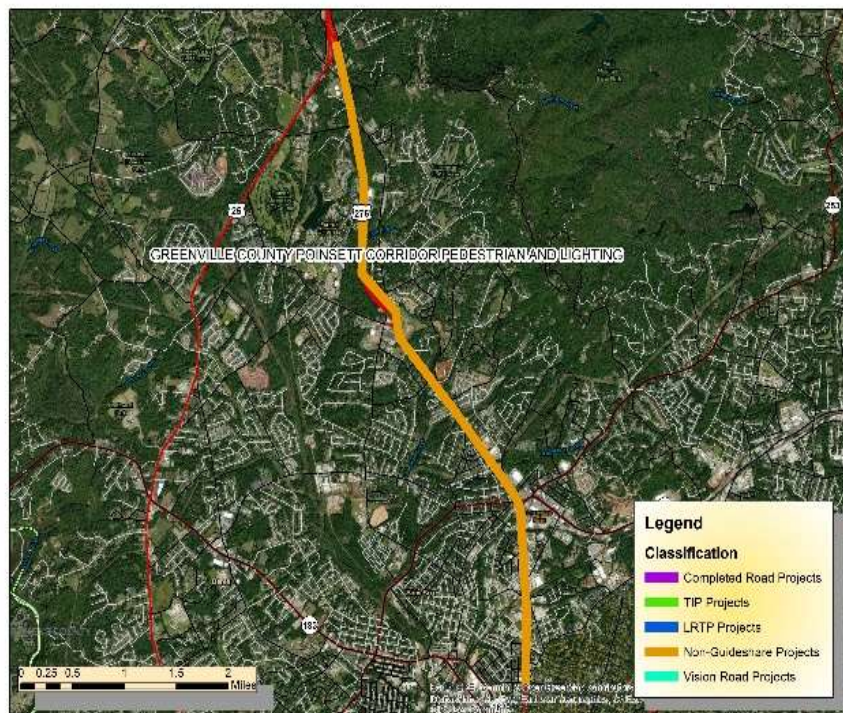 25
276
253
GREENVILLE COUNTY POINSETT CORRIDOR PEDESTRIAN AND LIGHTING
183
Legend
Classification
Completed Road Projects
TIP Projects
LRTP Projects
Non-Guideshare Projects
Vision Road Projects
0 0.25 0.5 1 1.5 2
Miles